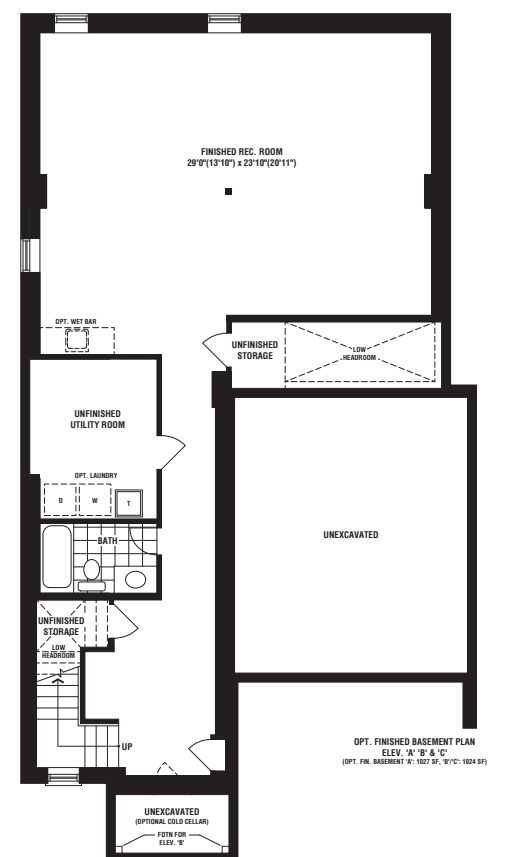 FINISHED REC. ROOM
29'0"(13'10") x 23'10"(20'11")
OPT. WET BAR
UNFINISHED
STORAGE
LOW
HEADROOM
UNFINISHED
UTILITY ROOM
OPT. LAUNDRY
D
W
T
BATH
UNEXCAVATED
UNFINISHED
STORAGE
LOW
HEADROOM
UP
OPT. FINISHED BASEMENT PLAN
ELEV. 'A' 'B' & 'C'
(OPT. FIN. BASEMENT 'A': 1027 SF, 'B'/'C': 1024 SF)
UNEXCAVATED
(OPTIONAL COLD CELLAR)
FDTN FOR
ELEV. 'B'